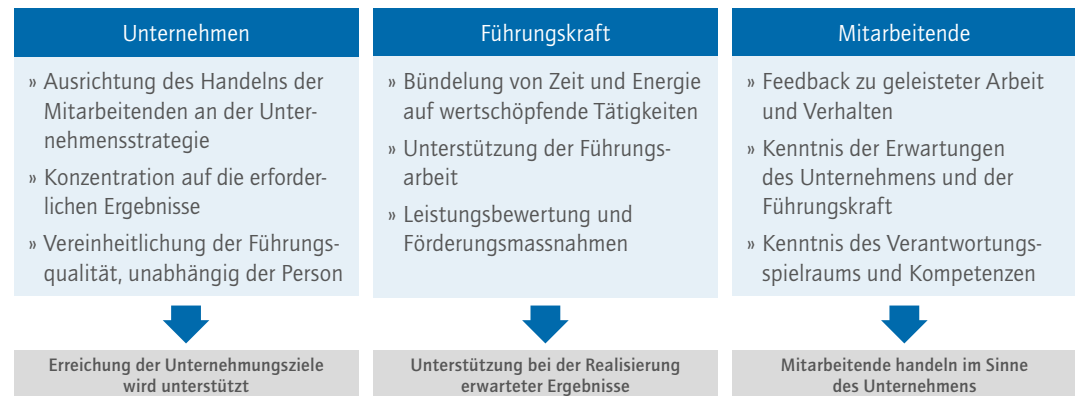 Unternehmen
» Ausrichtung des Handelns der
Mitarbeitenden an der Unter-
nehmensstrategie
» Konzentration auf die erforder-
lichen Ergebnisse
» Vereinheitlichung der Führungs-
qualität, unabhängig der Person
Erreichung der Unternehmungsziele
wird unterstützt
Führungskraft
» Bündelung von Zeit und Energie
auf wertschöpfende Tätigkeiten
» Unterstützung der Führungs-
arbeit
» Leistungsbewertung und
Förderungsmassnahmen
Unterstützung bei der Realisierung
erwarteter Ergebnisse
Mitarbeitende
» Feedback zu geleisteter Arbeit
und Verhalten
» Kenntnis der Erwartungen
des Unternehmens und der
Führungskraft
» Kenntnis des Verantwortungs-
spielraums und Kompetenzen
Mitarbeitende handeln im Sinne
des Unternehmens